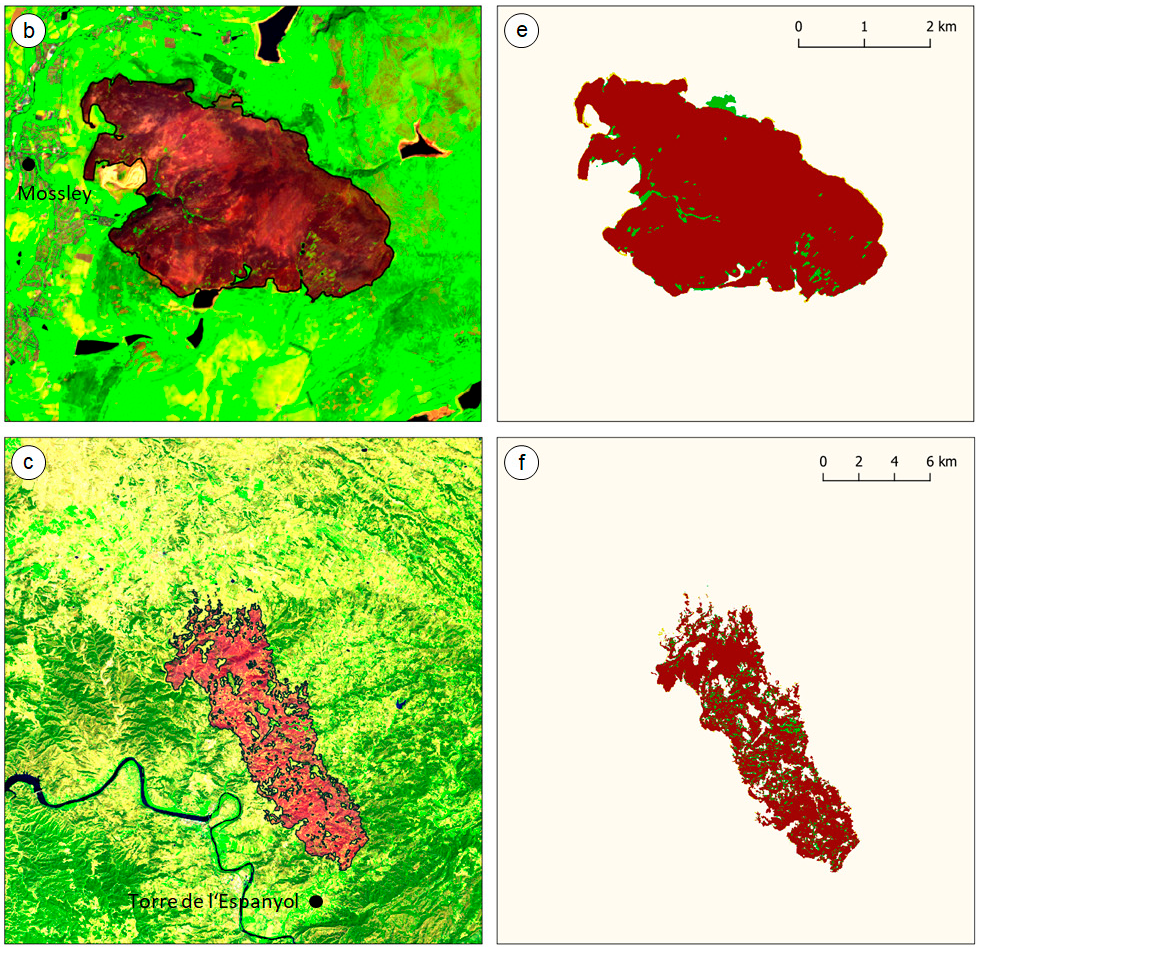 b
e
0 1 2 km
Mossley
c
f
0 2 4 6 km
Torre de l'Espanyol